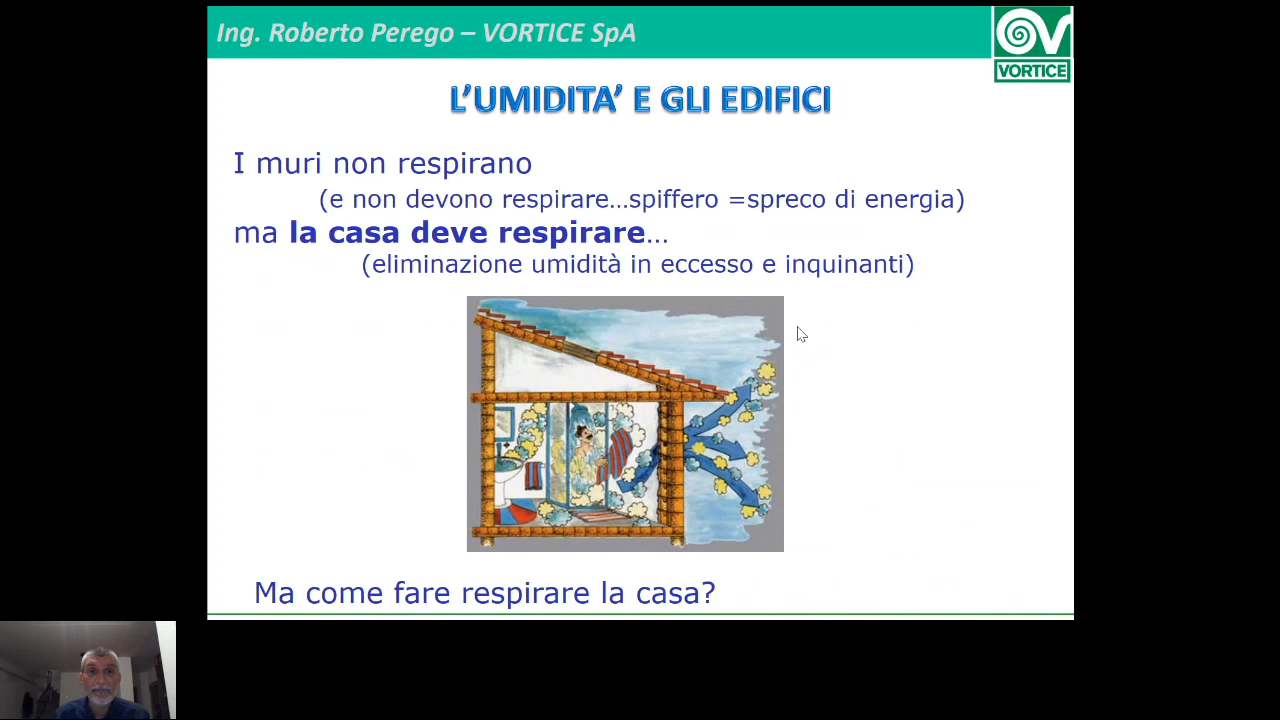 Ing. Roberto Perego – VORTICE SpA
VORTICE
L’UMIDITA’ E GLI EDIFICI
I muri non respirano
(e non devono respirare…spiffero =spreco di energia)
ma la casa deve respirare…
(eliminazione umidità in eccesso e inquinanti)
Ma come fare respirare la casa?